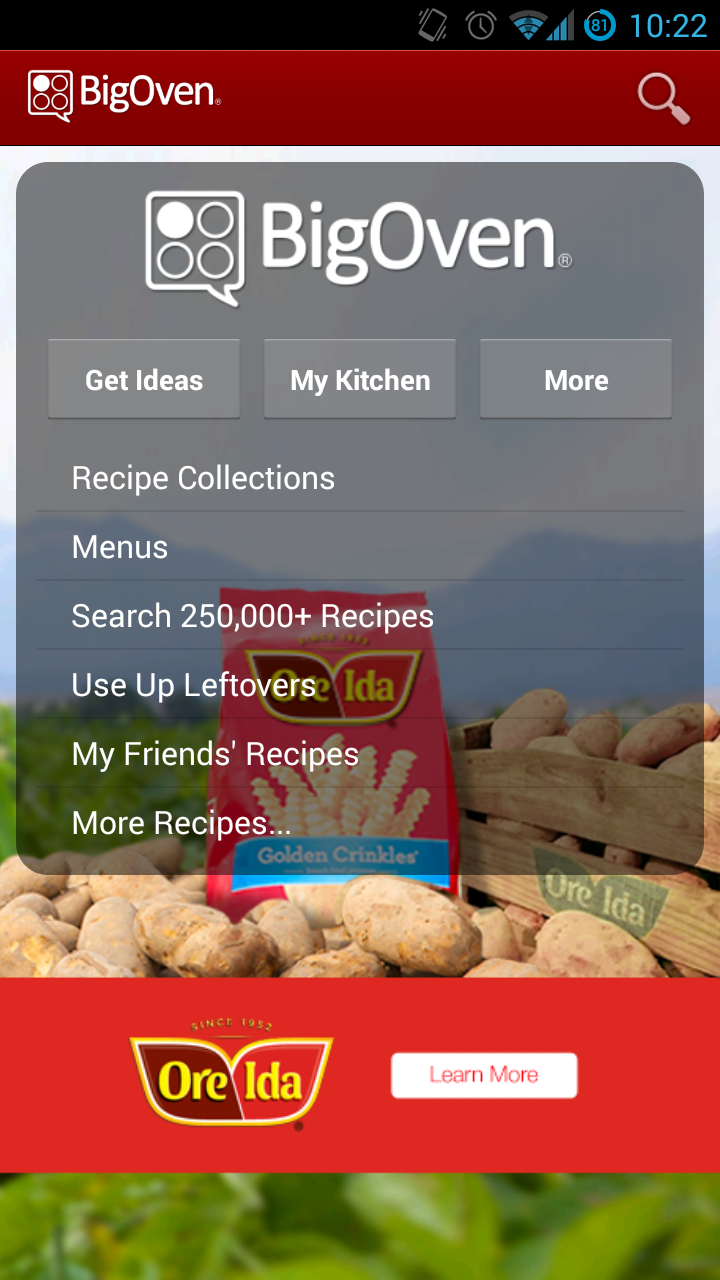 81 10:22
BigOven®
BigOven®
Get Ideas My Kitchen More
Recipe Collections
Menus
Search 250,000+ Recipes
SINCE 1952
Use Up Leftovers
Ore Ida
My Friends' Recipes
More Recipes...
Golden Crinkles
Ore Ida
SINCE 1952
Ore Ida
Learn More